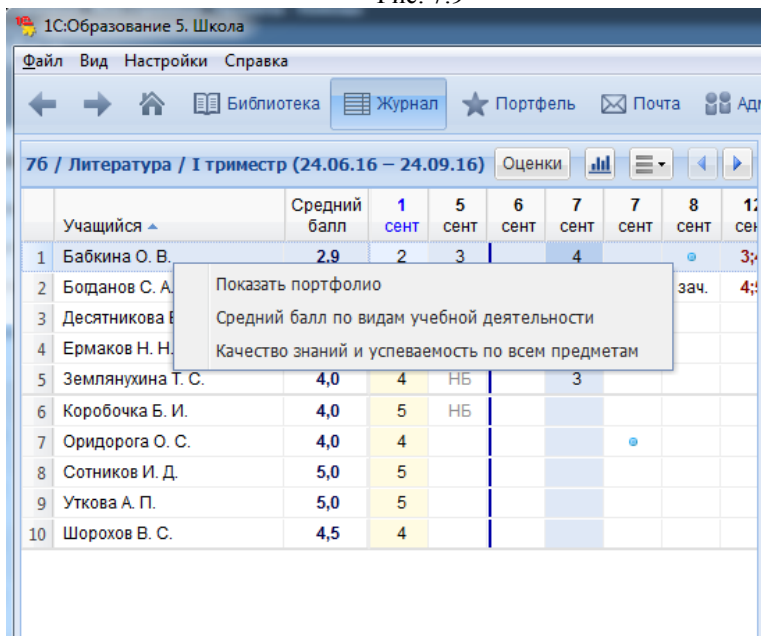 Рис. 7.9
1С:Образование 5. Школа
Файл Вид Настройки Справка
Библиотека Журнал Портфель Почта
7б / Литература / I триместр (24.06.16 – 24.09.16) Оценки
Учащийся Средний балл 1 сент 5 сент 6 сент 7 сент 7 сент 8 сент
1 Бабкина О. В. 2,9 2 3 4
2 Богданов С. А. зач.
3 Десятникова
4 Ермаков Н. Н.
Показать портфолио
Средний балл по видам учебной деятельности
Качество знаний и успеваемость по всем предметам
5 Землянухина Т. С. 4,0 4 НБ 3
6 Коробочка Б. И. 4,0 5 НБ
7 Оридорога О. С. 4,0 4
8 Сотников И. Д. 5,0 5
9 Уткова А. П. 5,0 5
10 Шорохов В. С. 4,5 4